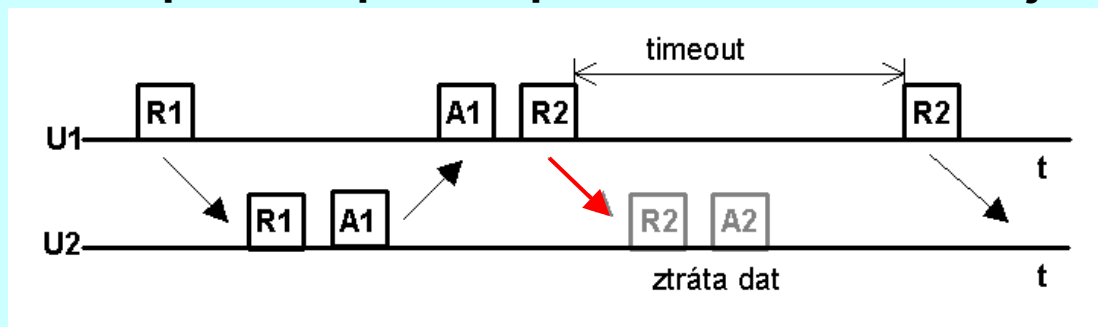 timeout
R1 A1 R2 R2
U1 t
R1 A1 R2 A2
U2 t
ztráta dat